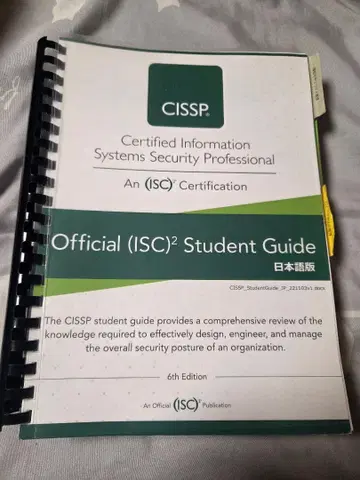 CISSP®
Certified Information
Systems Security Professional
An (ISC)² Certification
Official (ISC)² Student Guide
日本語版
The CISSP student guide provides a comprehensive review of the
knowledge required to effectively design, engineer, and manage
the overall security posture of an organization.
6th Edition
An Official (ISC)² Publication